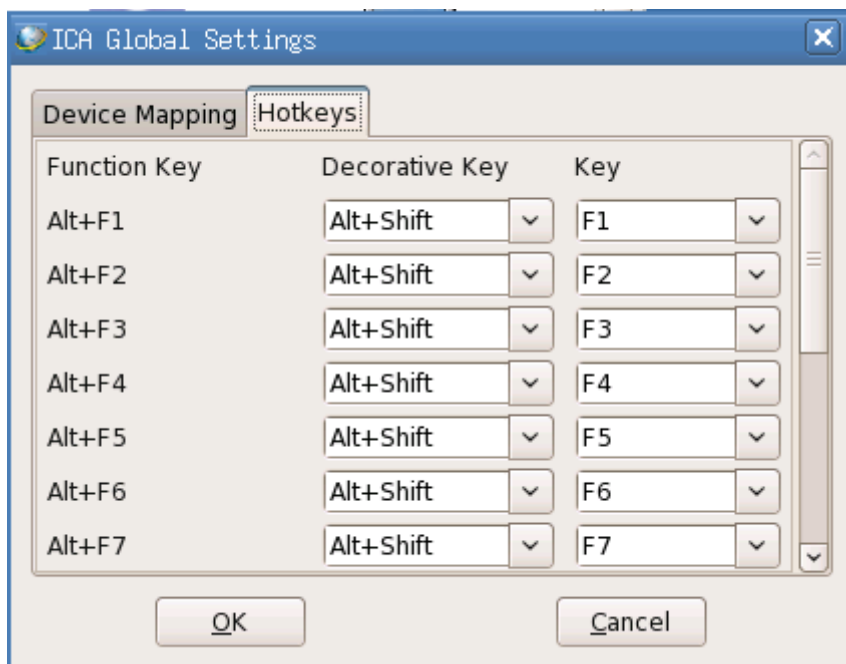 ICA Global Settings
Device Mapping Hotkeys
Function Key Decorative Key Key
Alt+F1 Alt+Shift F1
Alt+F2 Alt+Shift F2
Alt+F3 Alt+Shift F3
Alt+F4 Alt+Shift F4
Alt+F5 Alt+Shift F5
Alt+F6 Alt+Shift F6
Alt+F7 Alt+Shift F7
OK Cancel